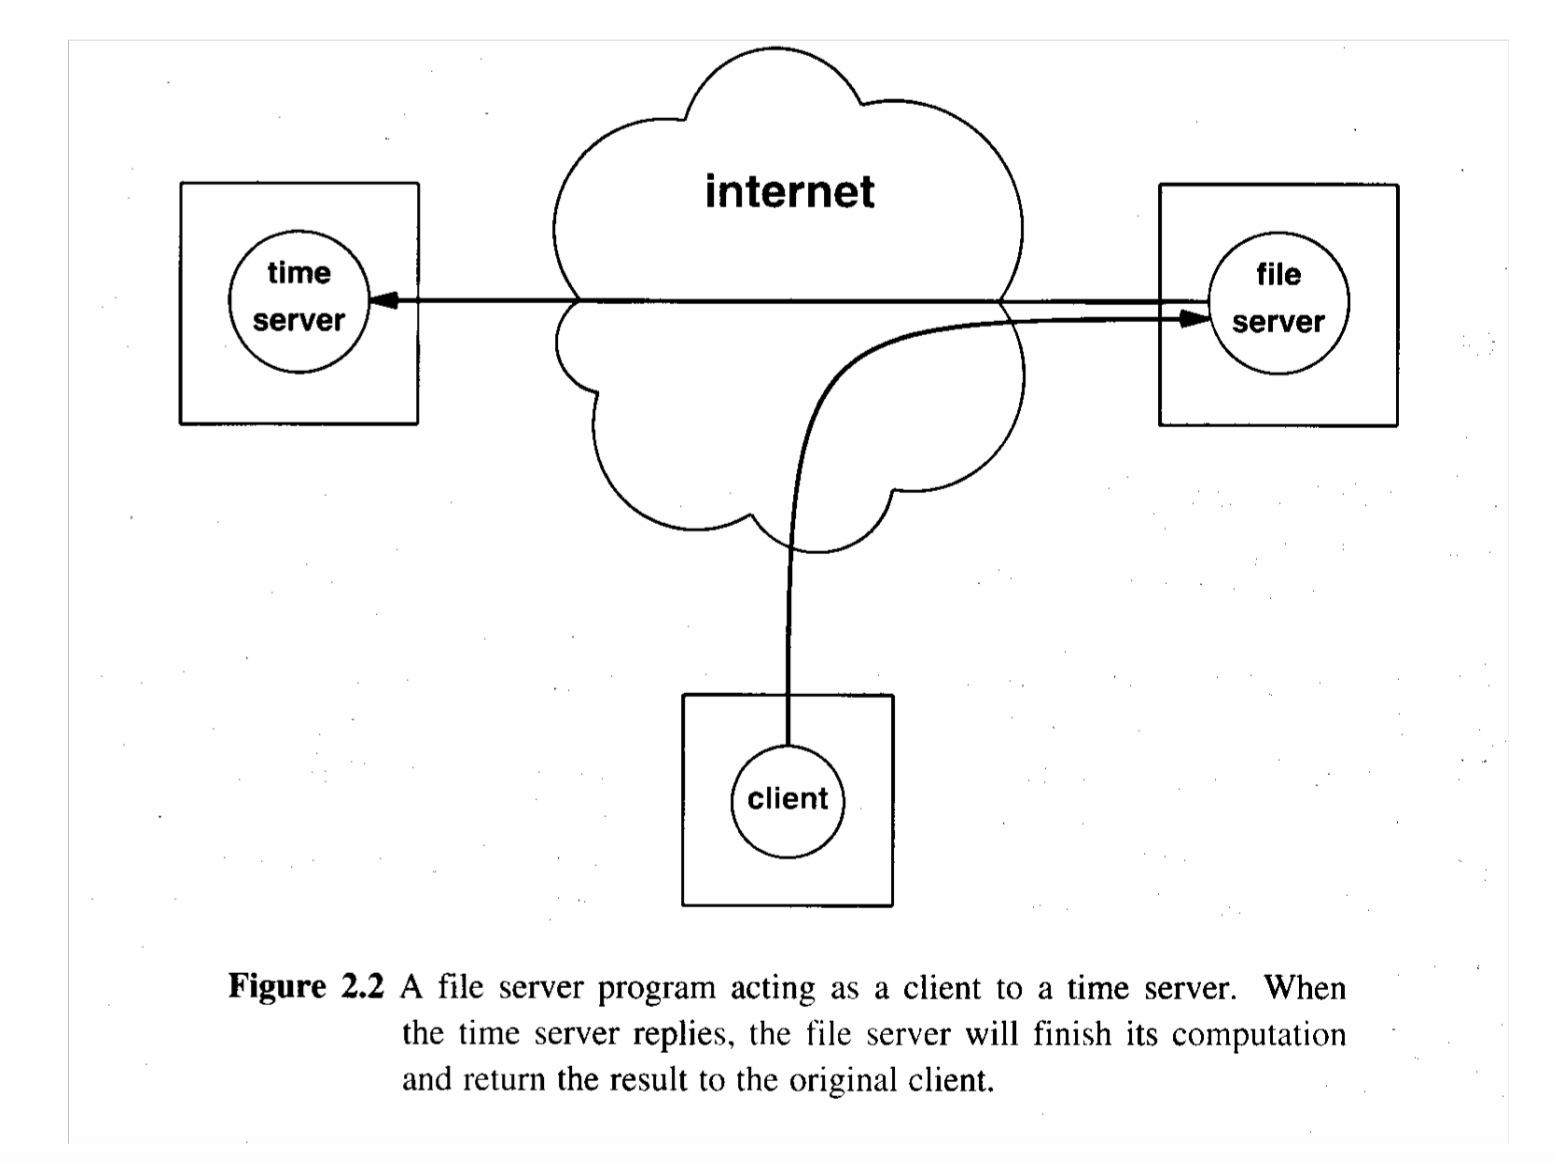 internet
time
server
file
server
client
Figure 2.2 A file server program acting as a client to a time server. When
the time server replies, the file server will finish its computation
and return the result to the original client.